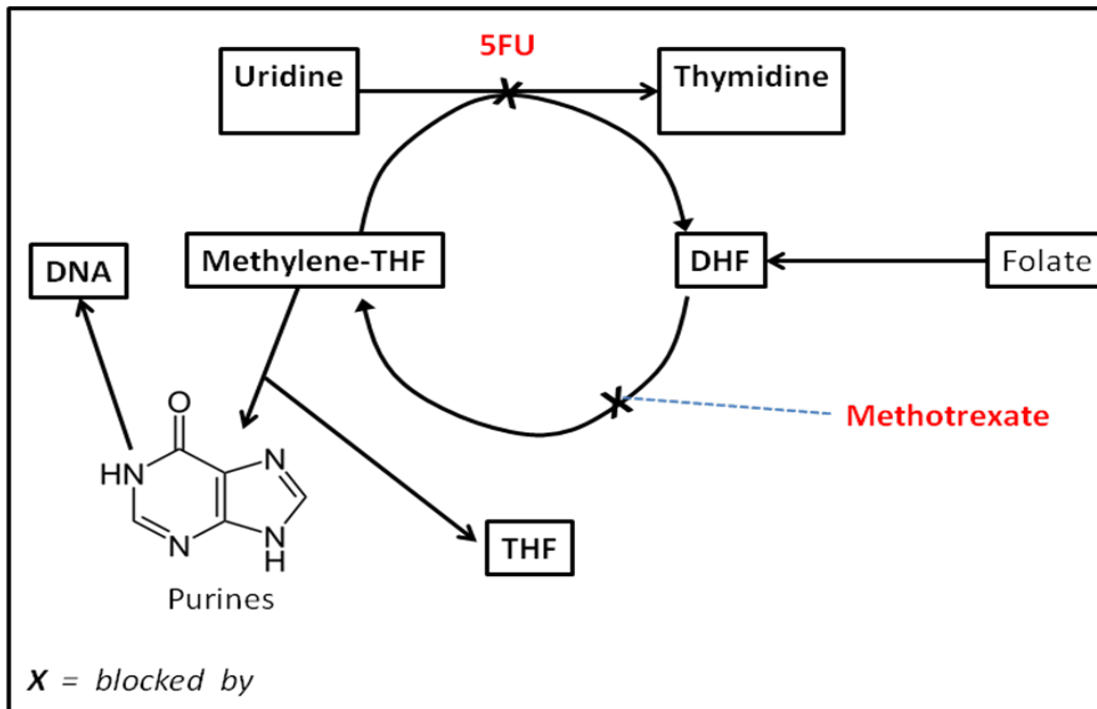 5FU
Uridine
Thymidine
DNA
Methylene-THF
DHF
Folate
O
HN
N
N
N
H
Methotrexate
THF
Purines
X = blocked by